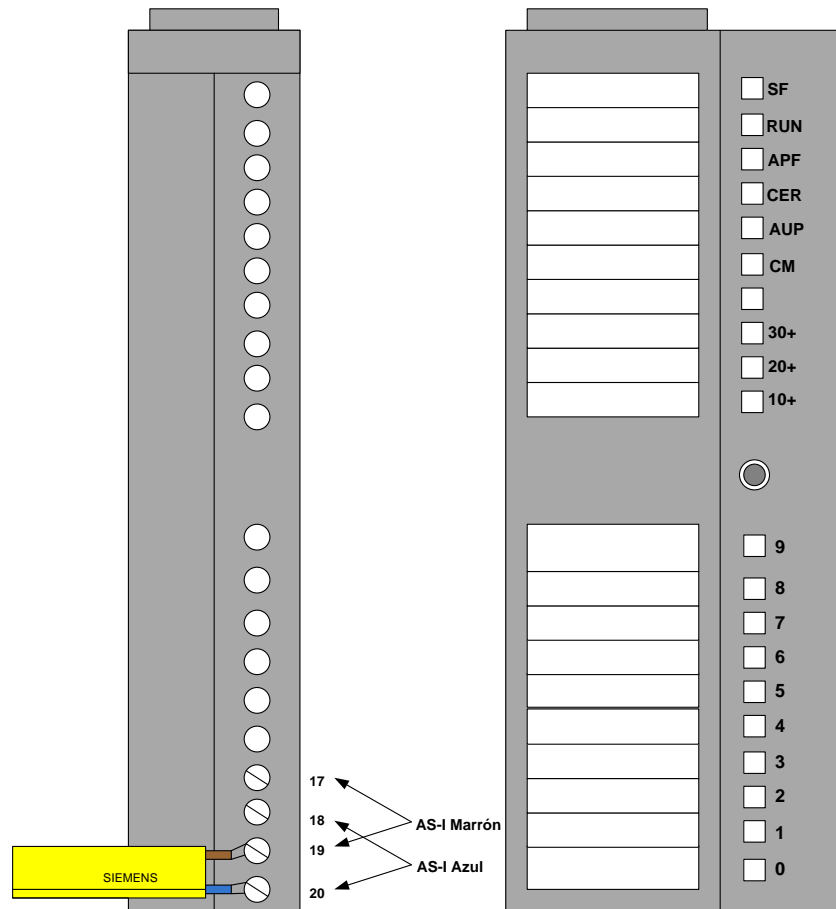 SF
RUN
APF
CER
AUP
CM
30+
20+
10+
9
8
7
6
5
4
3
2
1
0
17
18
19
20
AS-I Marrón
AS-I Azul
SIEMENS